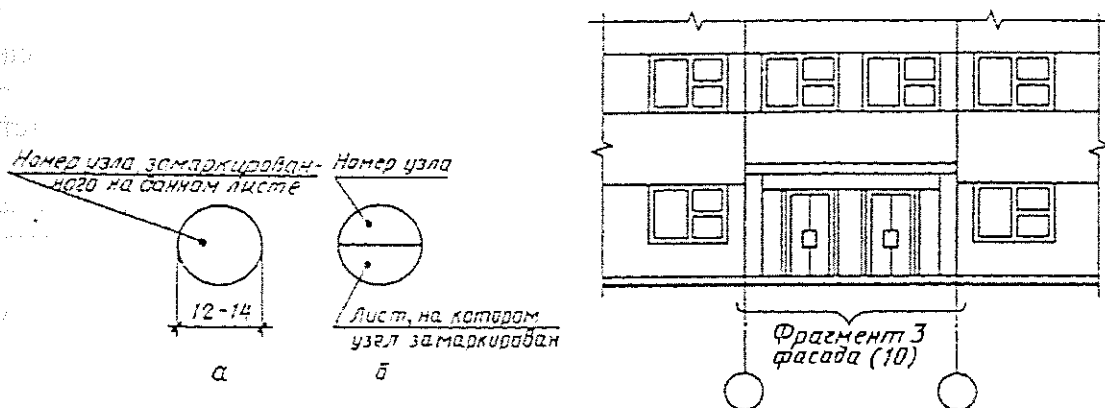 Номер узла замаркирован-
ного на данном листе
Номер узла
12-14
Лист, на котором
узел замаркирован
а
б
Фрагмент 3
фасада (10)